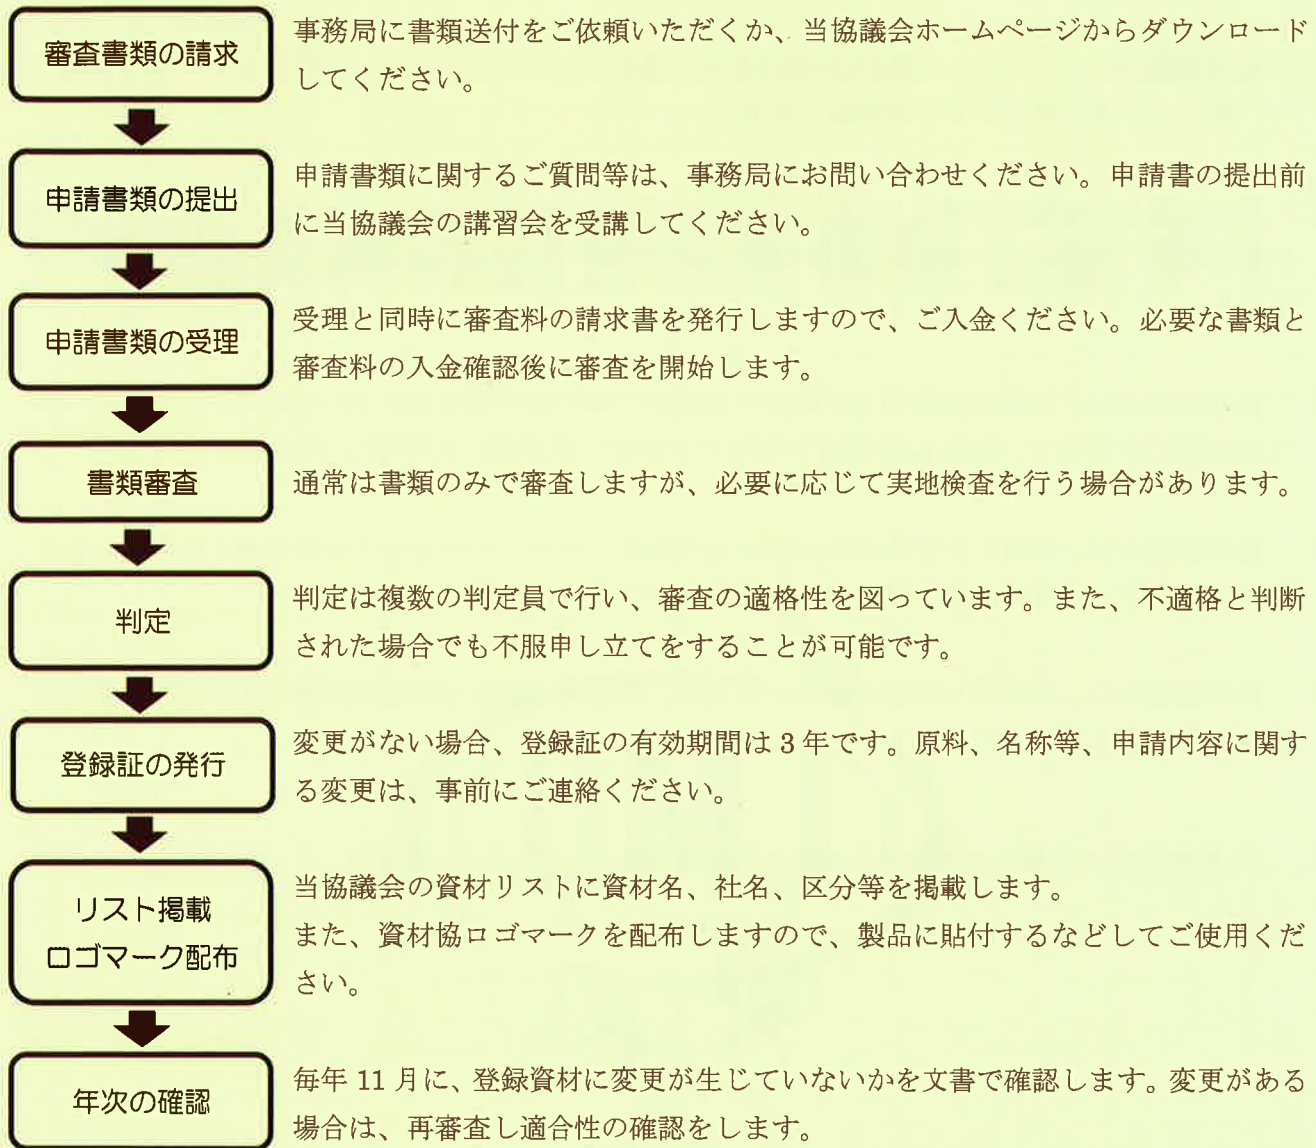 審査書類の請求
事務局に書類送付をご依頼いただくか、当協議会ホームページからダウンロード
してください。
申請書類の提出
申請書類に関するご質問等は、事務局にお問い合わせください。申請書の提出前
に当協議会の講習会を受講してください。
申請書類の受理
受理と同時に審査料の請求書を発行しますので、ご入金ください。必要な書類と
審査料の入金確認後に審査を開始します。
書類審査
通常は書類のみで審査しますが、必要に応じて実地検査を行う場合があります。
判定
判定は複数の判定員で行い、審査の適格性を図っています。また、不適格と判断
された場合でも不服申し立てをすることが可能です。
登録証の発行
変更がない場合、登録証の有効期間は 3 年です。原料、名称等、申請内容に関す
る変更は、事前にご連絡ください。
リスト掲載
ロゴマーク配布
当協議会の資材リストに資材名、社名、区分等を掲載します。
また、資材協ロゴマークを配布しますので、製品に貼付するなどしてご使用くだ
さい。
年次の確認
毎年 11 月に、登録資材に変更が生じていないかを文書で確認します。変更がある
場合は、再審査し適合性の確認をします。